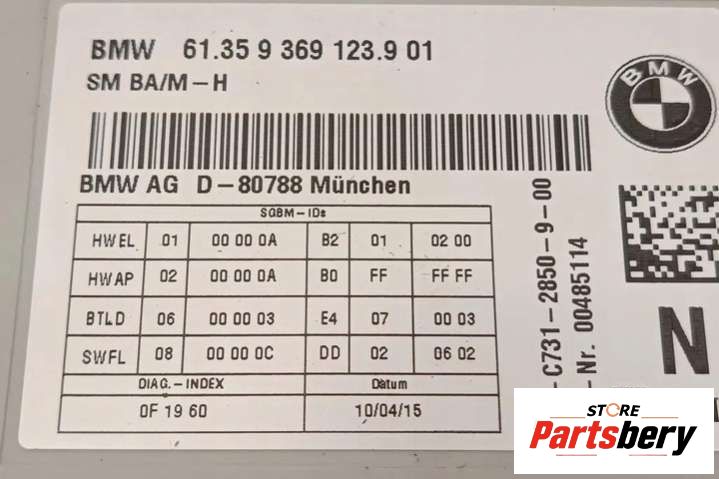 BMW 61.35 9 369 123.9 01
SM BA/M-H
BMW
BMW AG D-80788 München
SGBM-IDs
HWEL 01 00 00 0A B2 01 02 00
HWAP 02 00 00 0A B0 FF FF FF
BTLD 06 00 00 03 E4 07 00 03
SWFL 08 00 00 0C DD 02 06 02
DIAG.-INDEX Datum
0F 19 60 10/04/15
-C731-2850-9-00
-Nr. 00485114
N
STORE
Partsbery